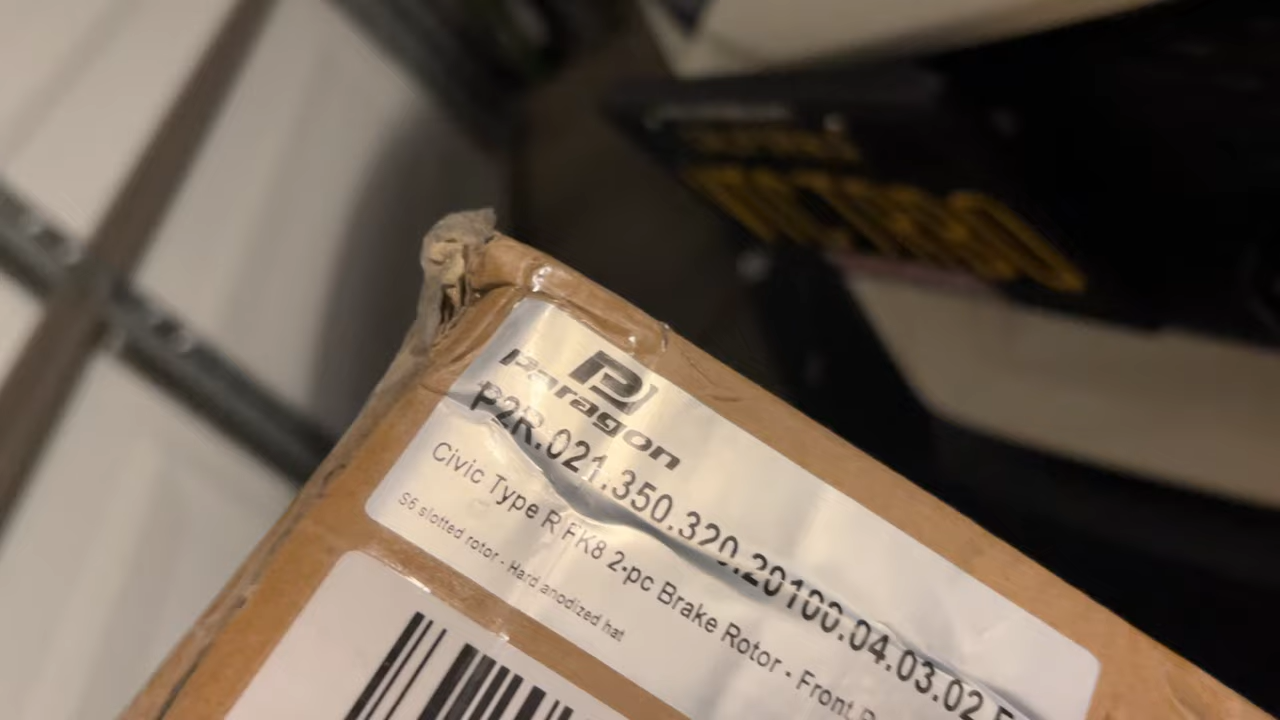 Paragon
P2R.021.350.320.20100.04.03.02
Civic Type R FK8 2-pc Brake Rotor - Front
S6 slotted rotor - Hard anodized hat